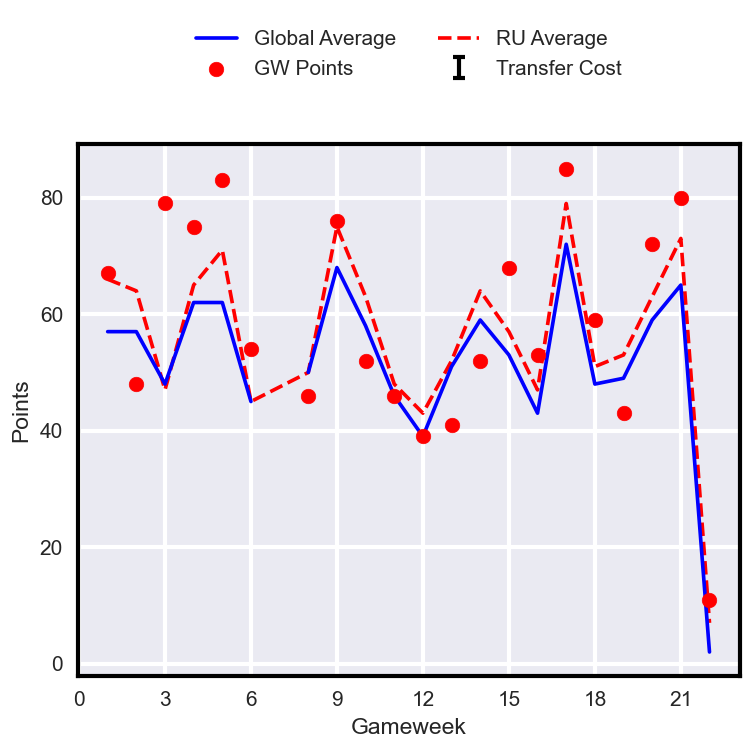 Global Average
RU Average
GW Points
Transfer Cost
Points
80
60
40
20
0
0 3 6 9 12 15 18 21
Gameweek